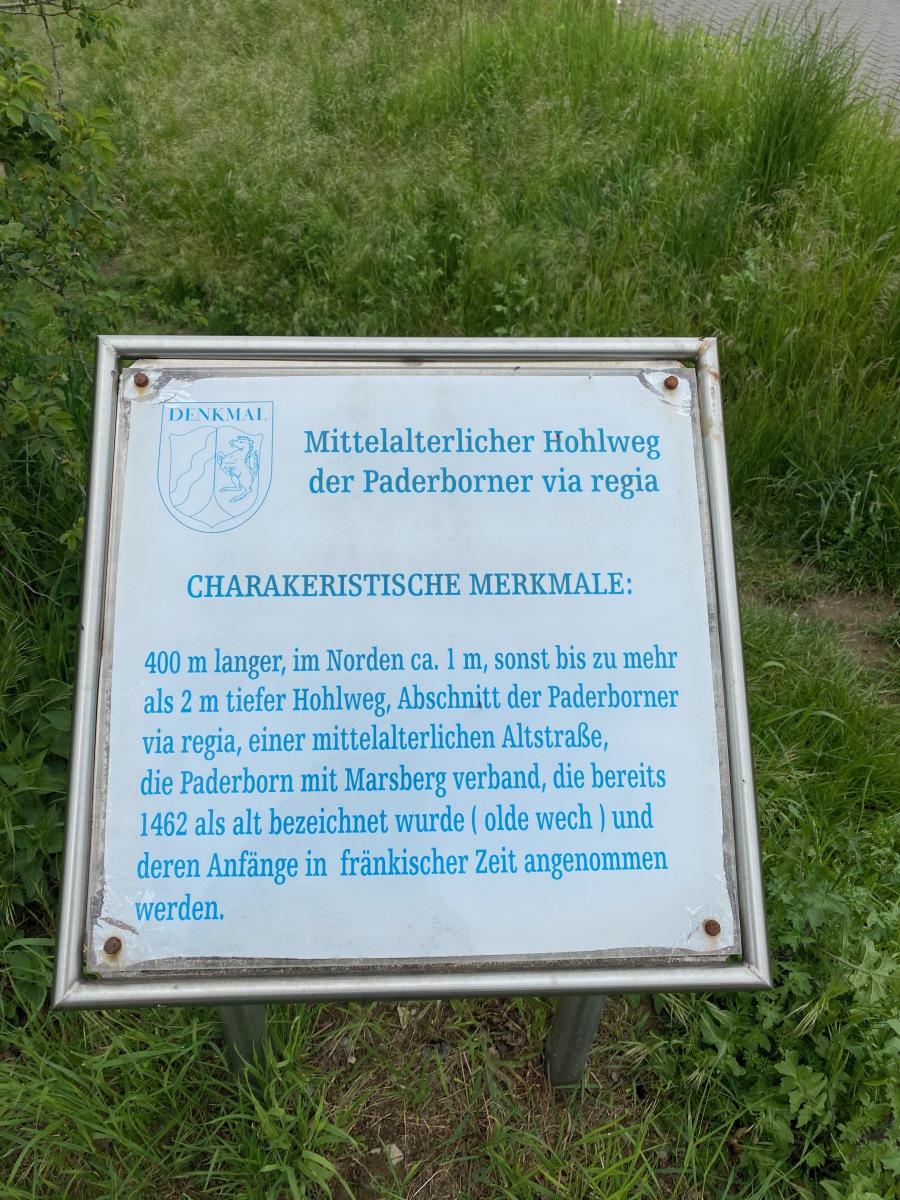 DENKMAL
Mittelalterlicher Hohlweg
der Paderborner via regia
CHARAKERISTISCHE MERKMALE:
400 m langer, im Norden ca. 1 m, sonst bis zu mehr
als 2 m tiefer Hohlweg, Abschnitt der Paderborner
via regia, einer mittelalterlichen Altstraße,
die Paderborn mit Marsberg verband, die bereits
1462 als alt bezeichnet wurde ( olde wech ) und
deren Anfänge in fränkischer Zeit angenommen
werden.